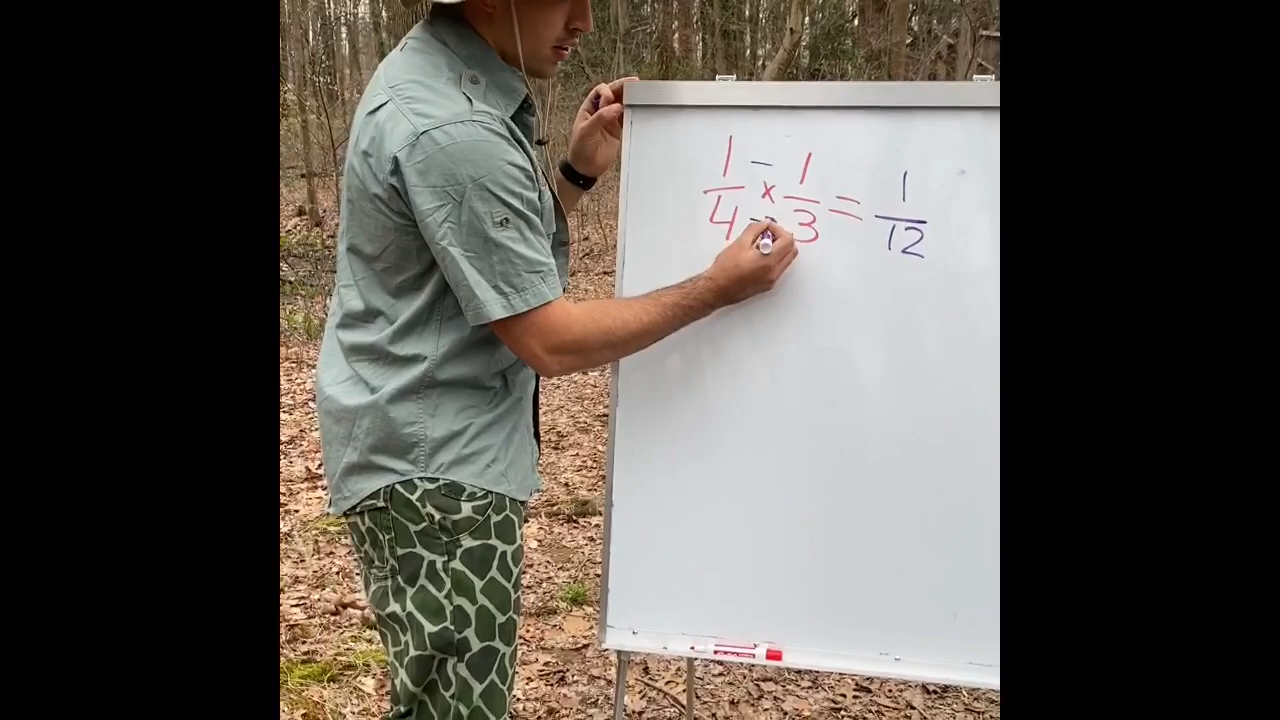 1/4 × 1/3 = 1/12